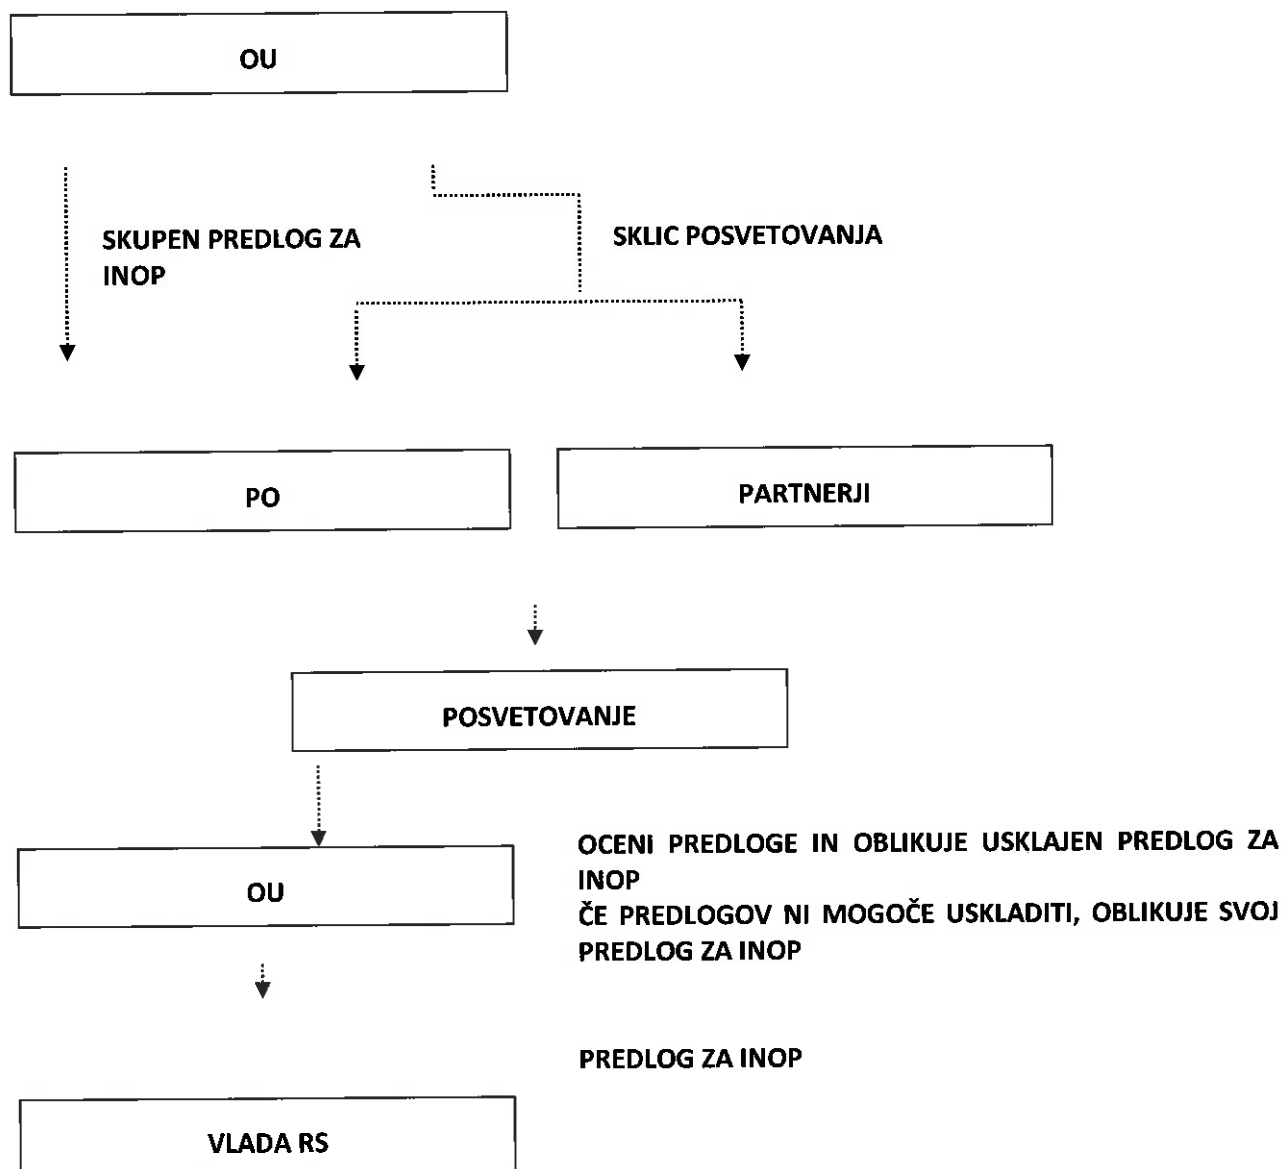 OU
SKUPEN PREDLOG ZA
INOP
SKLIC POSVETOVANJA
PO
PARTNERJI
POSVETOVANJE
OU
OCENI PREDLOGE IN OBLIKUJE USKLAJEN PREDLOG ZA
INOP
ČE PREDLOGOV NI MOGOČE USKLADITI, OBLIKUJE SVOJ
PREDLOG ZA INOP
PREDLOG ZA INOP
VLADA RS